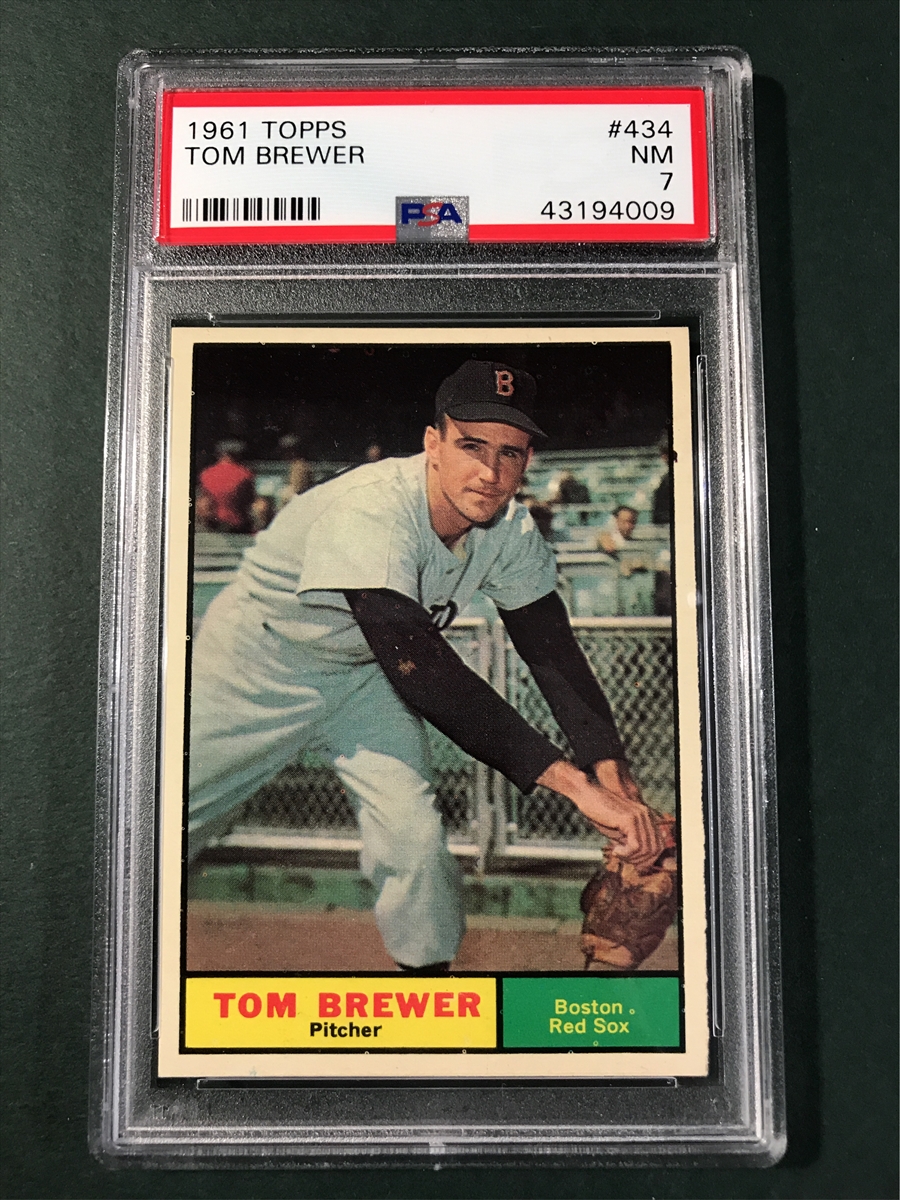 1961 TOPPS #434
TOM BREWER NM
7
PSA 43194009
B
TOM BREWER
Pitcher
Boston
Red Sox